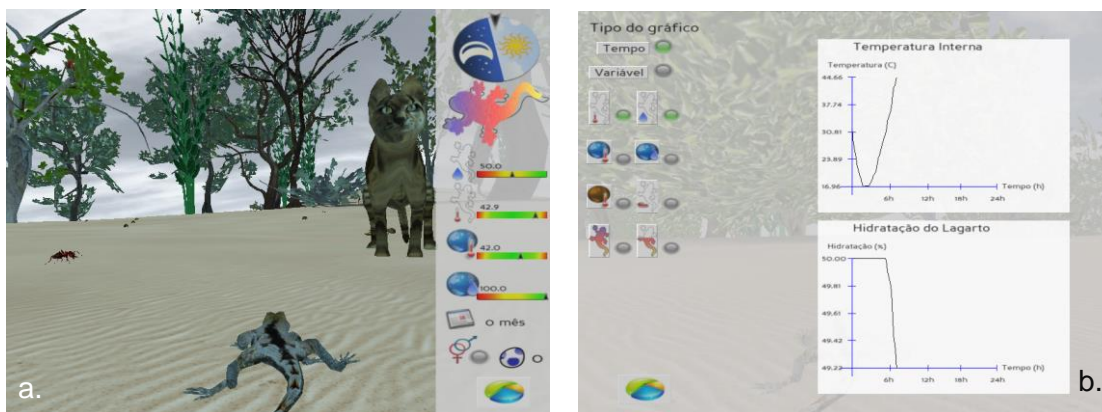 50.0
42.9
42.0
100.0
0 mês
0
a.
Tipo do gráfico
Tempo
Variável
Temperatura Interna
Temperatura (C)
44.66
37.74
30.81
23.89
16.96
6h 12h 18h 24h Tempo (h)
Hidratação do Lagarto
Hidratação (%)
50.00
49.81
49.61
49.42
49.22
6h 12h 18h 24h Tempo (h)
b.